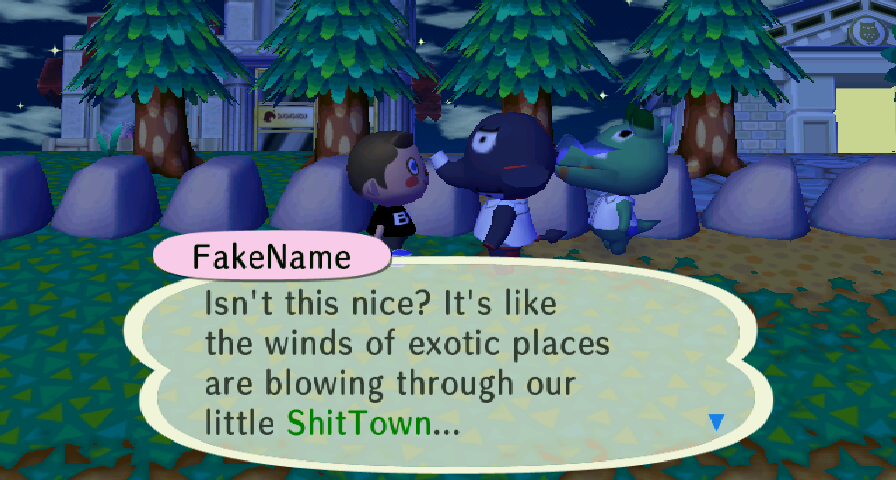 FakeName
Isn't this nice? It's like
the winds of exotic places
are blowing through our
little ShitTown...
B